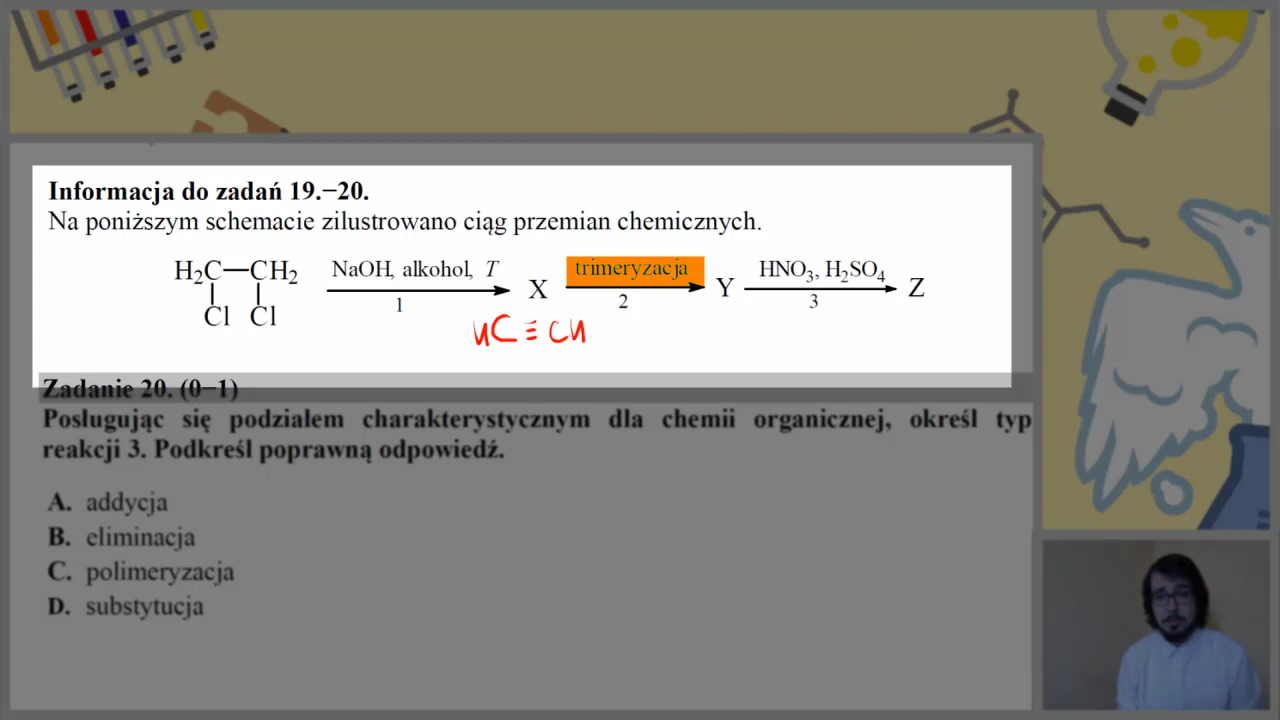 Informacja do zadań 19.−20.
Na poniższym schemacie zilustrowano ciąg przemian chemicznych.
H₂C—CH₂ NaOH, alkohol, T X trimeryzacja Y HNO₃, H₂SO₄ Z
1 2 3
Cl Cl
HC ≡ CH
Zadanie 20. (0−1)
Posługując się podziałem charakterystycznym dla chemii organicznej, określ typ
reakcji 3. Podkreśl poprawną odpowiedź.
A. addycja
B. eliminacja
C. polimeryzacja
D. substytucja